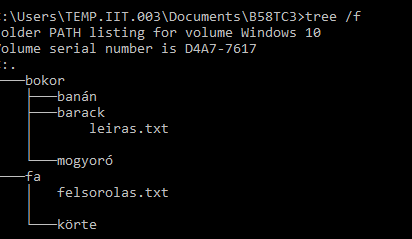 :\Users\TEMP.IIT.003\Documents\B58TC3>tree /f
older PATH listing for volume Windows 10
olume serial number is D4A7-7617
:.
bokor
banán
barack
leiras.txt
mogyoró
fa
felsorolas.txt
körte